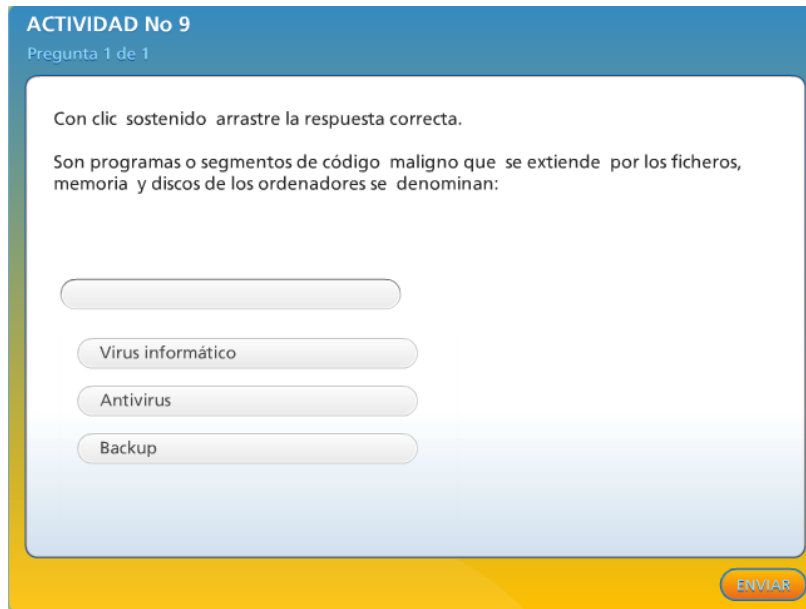 ACTIVIDAD No 9
Pregunta 1 de 1
Con clic sostenido arrastre la respuesta correcta.
Son programas o segmentos de código maligno que se extiende por los ficheros,
memoria y discos de los ordenadores se denominan:
Virus informático
Antivirus
Backup
ENVIAR